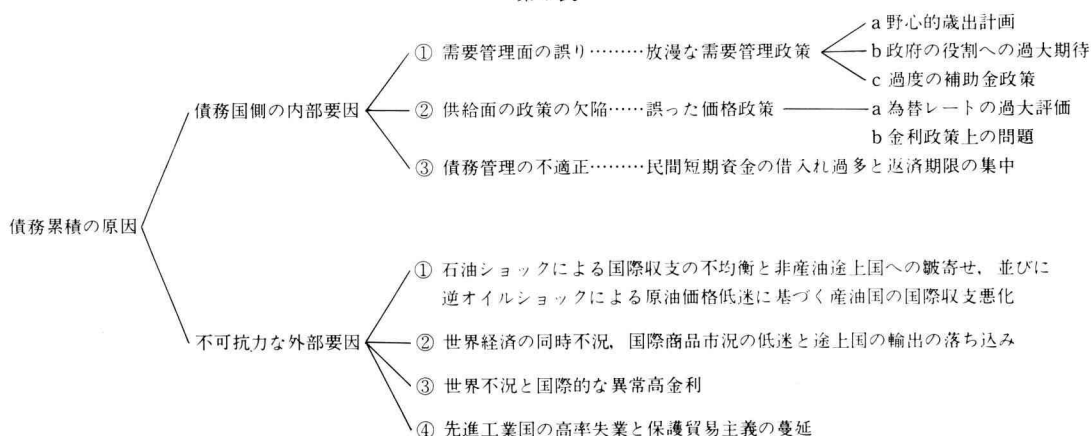 a 野心的歳出計画
① 需要管理面の誤り………放漫な需要管理政策
b 政府の役割への過大期待
c 過度の補助金政策
債務国側の内部要因
② 供給面の政策の欠陥……誤った価格政策
a 為替レートの過大評価
b 金利政策上の問題
③ 債務管理の不適正………民間短期資金の借入れ過多と返済期限の集中
債務累積の原因
① 石油ショックによる国際収支の不均衡と非産油途上国への皺寄せ，並びに
逆オイルショックによる原油価格低迷に基づく産油国の国際収支悪化
不可抗力な外部要因
② 世界経済の同時不況，国際商品市況の低迷と途上国の輸出の落ち込み
③ 世界不況と国際的な異常高金利
④ 先進工業国の高率失業と保護貿易主義の蔓延